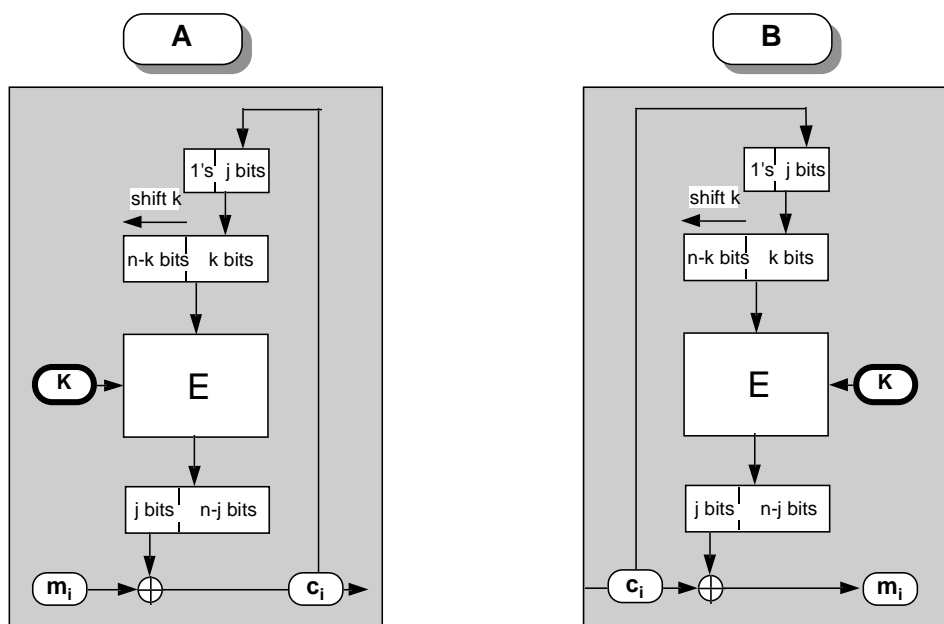 A
B
1's j bits
shift k
n-k bits k bits
K
E
j bits n-j bits
mi
ci
1's j bits
shift k
n-k bits k bits
E
K
j bits n-j bits
ci
mi